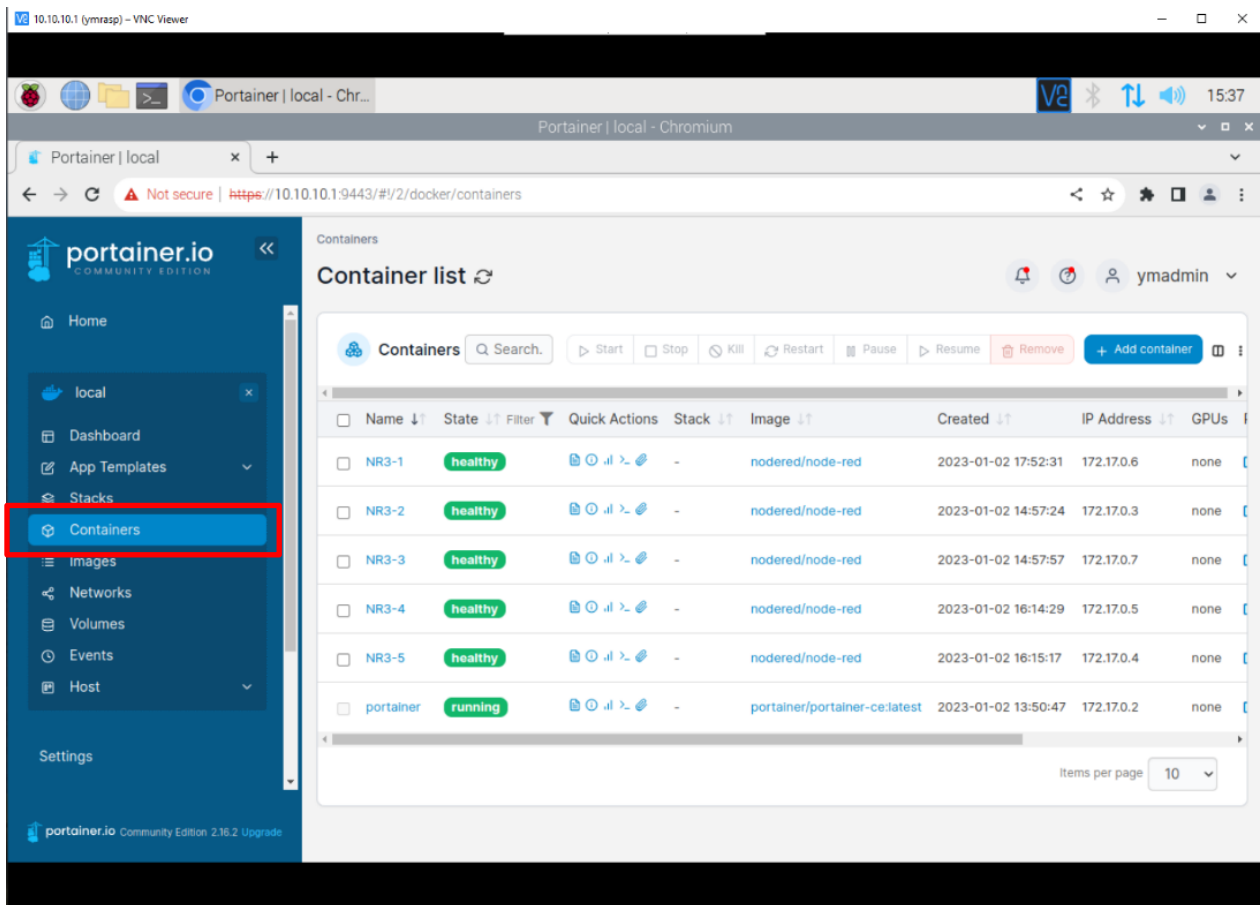 10.10.10.1 (ymrasp) – VNC Viewer
Portainer | local - Chr...
15:37
Portainer | local - Chromium
Portainer | local
Not secure | https://10.10.10.1:9443/#!/2/docker/containers
portainer.io
COMMUNITY EDITION
Home
local
Dashboard
App Templates
Stacks
Containers
Images
Networks
Volumes
Events
Host
Settings
portainer.io Community Edition 2.16.2 Upgrade
Containers
Container list
ymadmin
Containers Search. Start Stop Kill Restart Pause Resume Remove + Add container
Name State Filter Quick Actions Stack Image Created IP Address GPUs
NR3-1 healthy - nodered/node-red 2023-01-02 17:52:31 172.17.0.6 none
NR3-2 healthy - nodered/node-red 2023-01-02 14:57:24 172.17.0.3 none
NR3-3 healthy - nodered/node-red 2023-01-02 14:57:57 172.17.0.7 none
NR3-4 healthy - nodered/node-red 2023-01-02 16:14:29 172.17.0.5 none
NR3-5 healthy - nodered/node-red 2023-01-02 16:15:17 172.17.0.4 none
portainer running - portainer/portainer-ce:latest 2023-01-02 13:50:47 172.17.0.2 none
Items per page 10